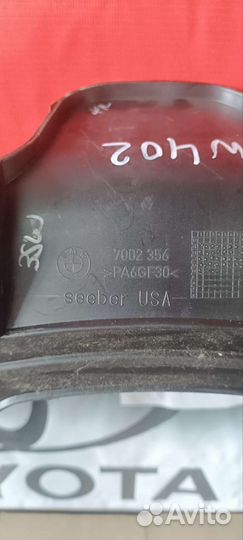 W402
7002 356
>PA6GF30<
seeber USA
TOYOTA
Avito